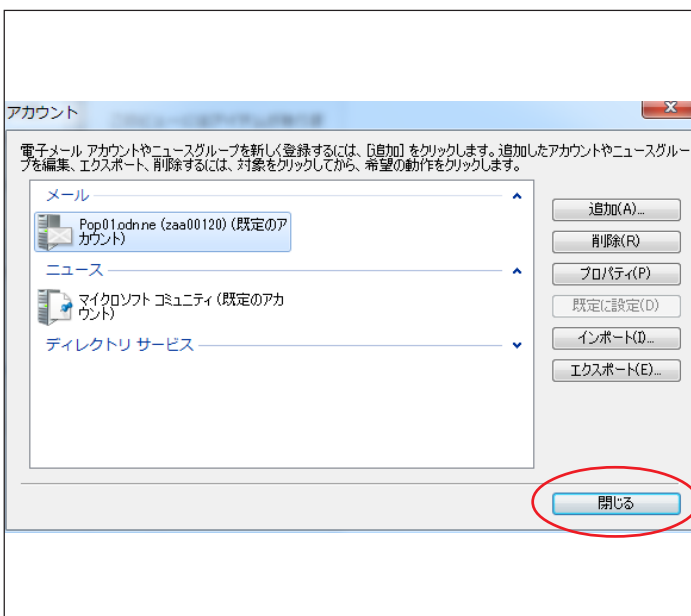 アカウント
電子メール アカウントやニュースグループを新しく登録するには、[追加] をクリックします。追加したアカウントやニュースグルー
プを編集、エクスポート、削除するには、対象をクリックしてから、希望の動作をクリックします。
メール
Pop01.odn.ne (zaa00120) (既定のア
カウント)
ニュース
マイクロソフト コミュニティ (既定のアカ
ウント)
ディレクトリ サービス
追加(A)...
削除(R)
プロパティ(P)
既定に設定(D)
インポート(I)...
エクスポート(E)...
閉じる